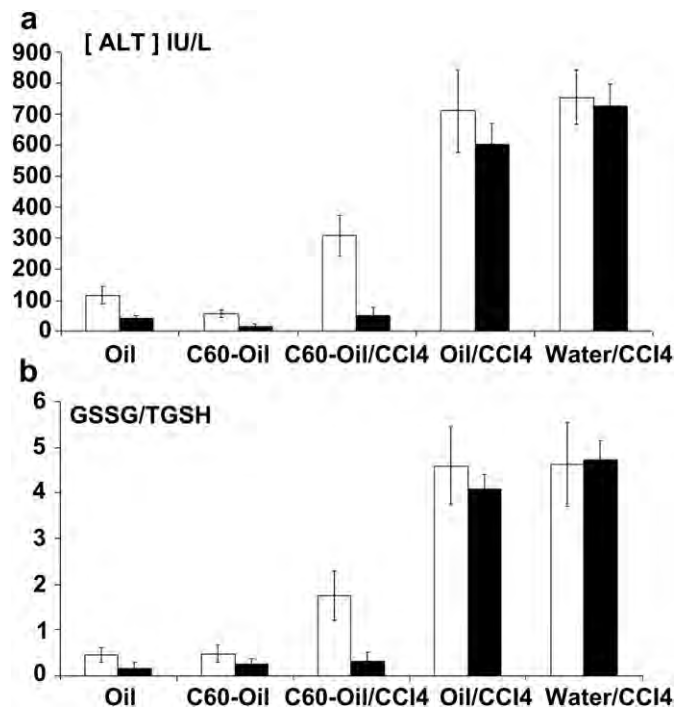 a
[ ALT ] IU/L
900
800
700
600
500
400
300
200
100
0
Oil C60-Oil C60-Oil/CCl4 Oil/CCl4 Water/CCl4
b
GSSG/TGSH
6
5
4
3
2
1
0
Oil C60-Oil C60-Oil/CCl4 Oil/CCl4 Water/CCl4